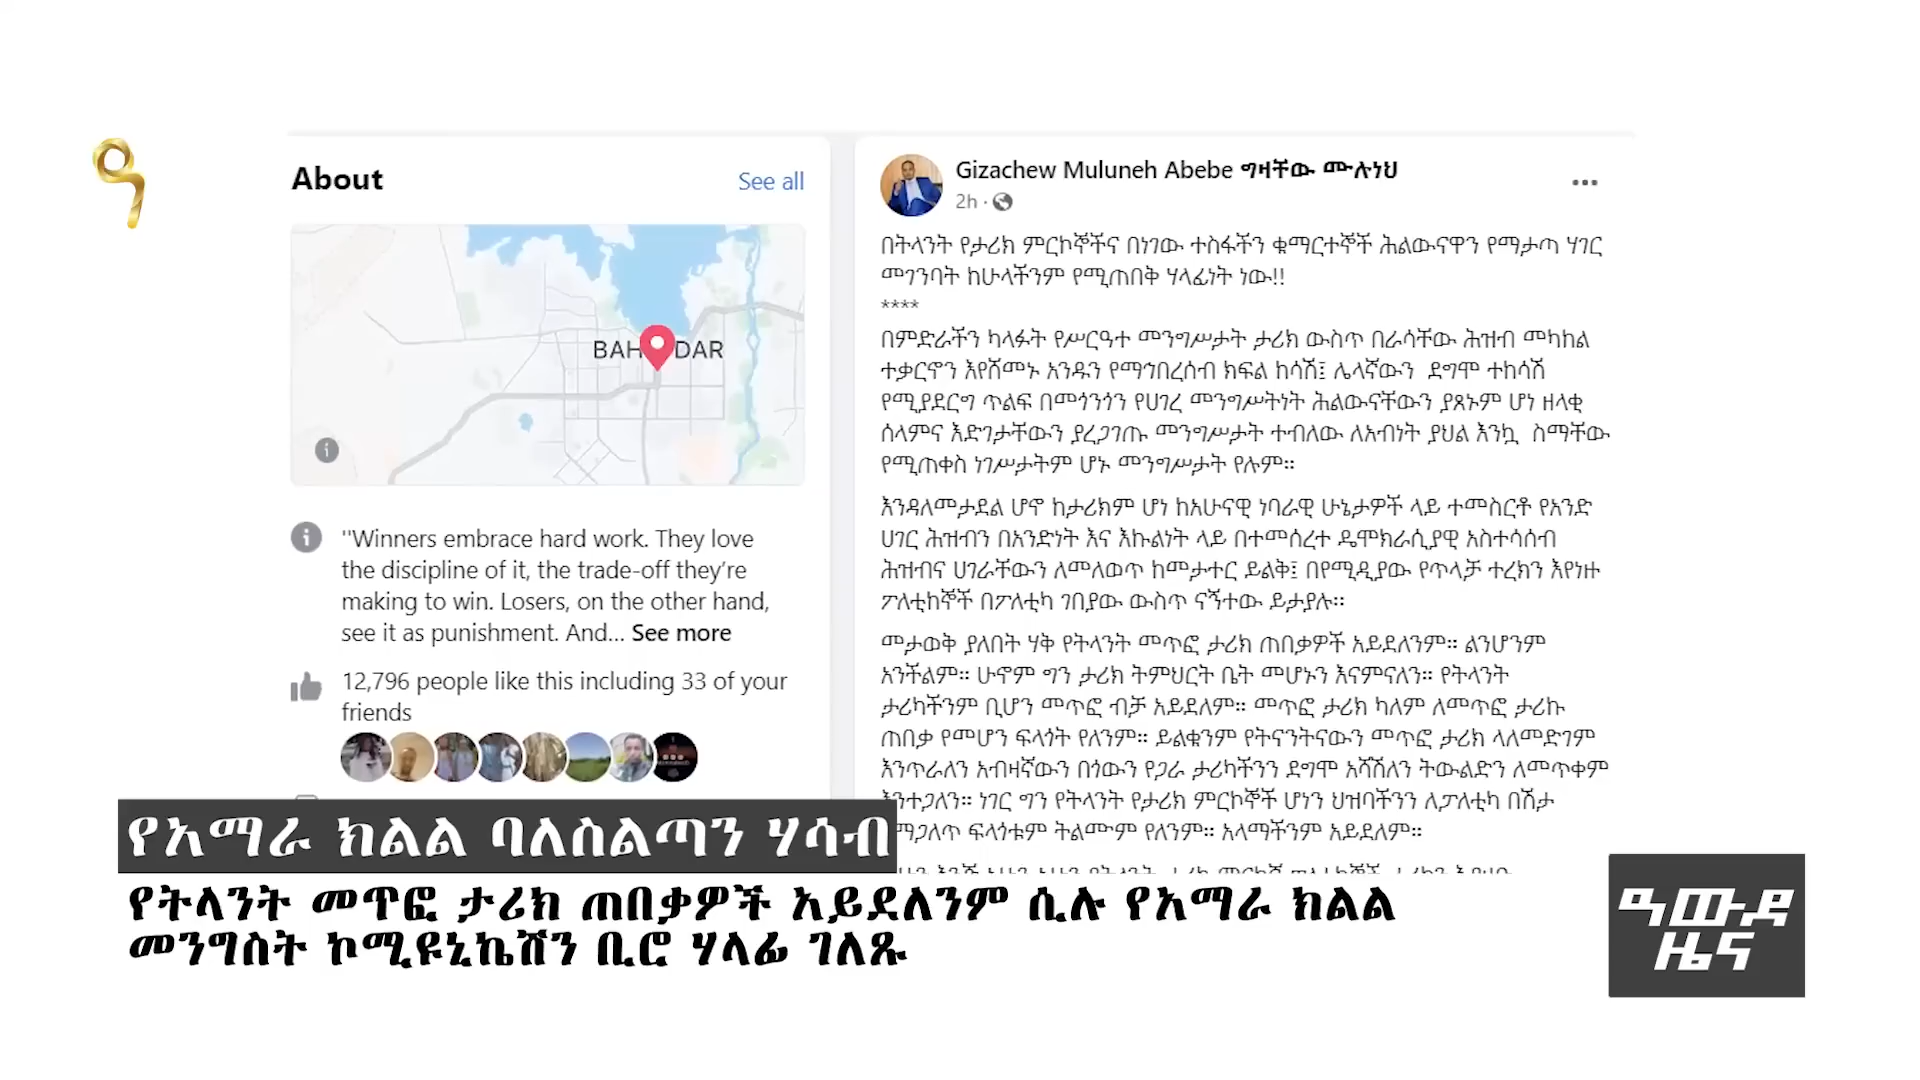 ዓ
About
See all
BAH DAR
"Winners embrace hard work. They love
the discipline of it, the trade-off they're
making to win. Losers, on the other hand,
see it as punishment. And... See more
12,796 people like this including 33 of your
friends
Gizachew Muluneh Abebe ግዛቸው ሙሉነህ
2h ·
በትላንት የታሪክ ምርኮኞችና በነገው ተስፋችን ቁማርተኞች ሕልውናዋን የማታጣ ሃገር
መገንባት ከሁላችንም የሚጠበቅ ሃላፊነት ነው!!
****
በምድራችን ካላፉት የሥርዓተ መንግሥታት ታሪክ ውስጥ በራሳቸው ሕዝብ መካከል
ተቃርኖን እየሸመኑ አንዱን የማኅበረሰብ ክፍል ከሳሽ፤ ሌላኛውን ደግሞ ተከሳሽ
የሚያደርግ ጥልፍ በመጎንጎን የሀገረ መንግሥትነት ሕልውናቸውን ያጸኑም ሆነ ዘላቂ
ሰላምና እድገታቸውን ያረጋገጡ መንግሥታት ተብለው ለአብነት ያህል እንኳ ስማቸው
የሚጠቀስ ነገሥታትም ሆኑ መንግሥታት የሉም።
እንዳለመታደል ሆኖ ከታሪክም ሆነ ከአሁናዊ ነባራዊ ሁኔታዎች ላይ ተመስርቶ የአንድ
ሀገር ሕዝብን በአንድነት እና እኩልነት ላይ በተመሰረተ ዴሞክራሲያዊ አስተሳሰብ
ሕዝብና ሀገራቸውን ለመለወጥ ከመታተር ይልቅ፤ በየሚዲያው የጥላቻ ተረክን እየነዙ
ፖለቲከኞች በፖለቲካ ገበያው ውስጥ ናኝተው ይታያሉ።
መታወቅ ያለበት ሃቅ የትላንት መጥፎ ታሪክ ጠበቃዎች አይደለንም። ልንሆንም
አንችልም። ሁኖም ግን ታሪክ ትምህርት ቤት መሆኑን እናምናለን። የትላንት
ታሪካችንም ቢሆን መጥፎ ብቻ አይደለም። መጥፎ ታሪክ ካለም ለመጥፎ ታሪኩ
ጠበቃ የመሆን ፍላጎት የለንም። ይልቁንም የትናንትናውን መጥፎ ታሪክ ላለመድገም
እንጥራለን አብዛኛውን በጎውን የጋራ ታሪካችንን ደግሞ አሻሽለን ትውልድን ለመጥቀም
እንተጋለን። ነገር ግን የትላንት የታሪክ ምርኮኞች ሆነን ህዝባችንን ለፖለቲካ በሽታ
ማጋለጥ ፍላጎቱም ትልሙም የለንም። አላማችንም አይደለም።
የአማራ ክልል ባለስልጣን ሃሳብ
የትላንት መጥፎ ታሪክ ጠበቃዎች አይደለንም ሲሉ የአማራ ክልል
መንግስት ኮሚዩኒኬሽን ቢሮ ሃላፊ ገለጹ
ዓውዳ
ዜና